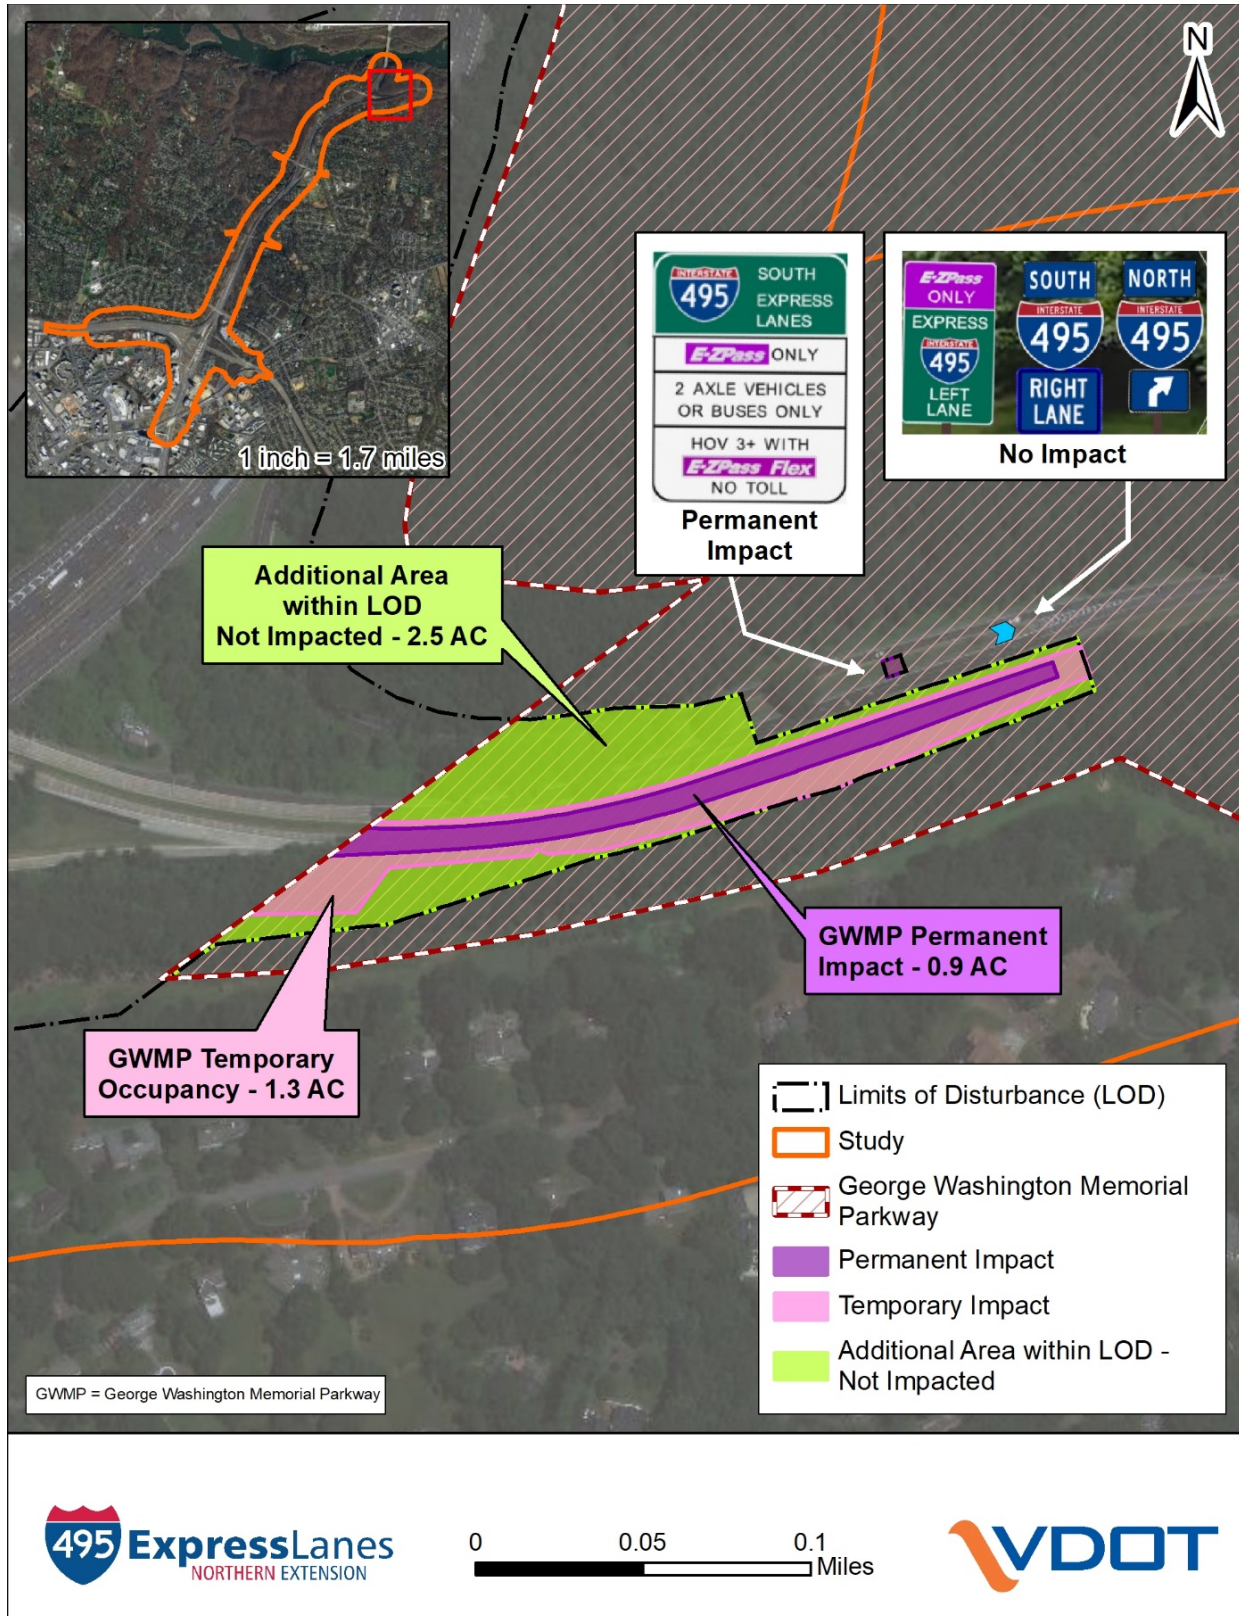 N
1 inch = 1.7 miles
INTERSTATE
495
SOUTH
EXPRESS
LANES
E-ZPass ONLY
2 AXLE VEHICLES
OR BUSES ONLY
HOV 3+ WITH
E-ZPass Flex
NO TOLL
Permanent
Impact
E-ZPass
ONLY
EXPRESS
INTERSTATE
495
LEFT
LANE
SOUTH
INTERSTATE
495
RIGHT
LANE
NORTH
INTERSTATE
495
No Impact
Additional Area
within LOD
Not Impacted - 2.5 AC
GWMP Permanent
Impact - 0.9 AC
GWMP Temporary
Occupancy - 1.3 AC
Limits of Disturbance (LOD)
Study
George Washington Memorial
Parkway
Permanent Impact
Temporary Impact
Additional Area within LOD -
Not Impacted
GWMP = George Washington Memorial Parkway
495 ExpressLanes
NORTHERN EXTENSION
0 0.05 0.1
Miles
VDOT